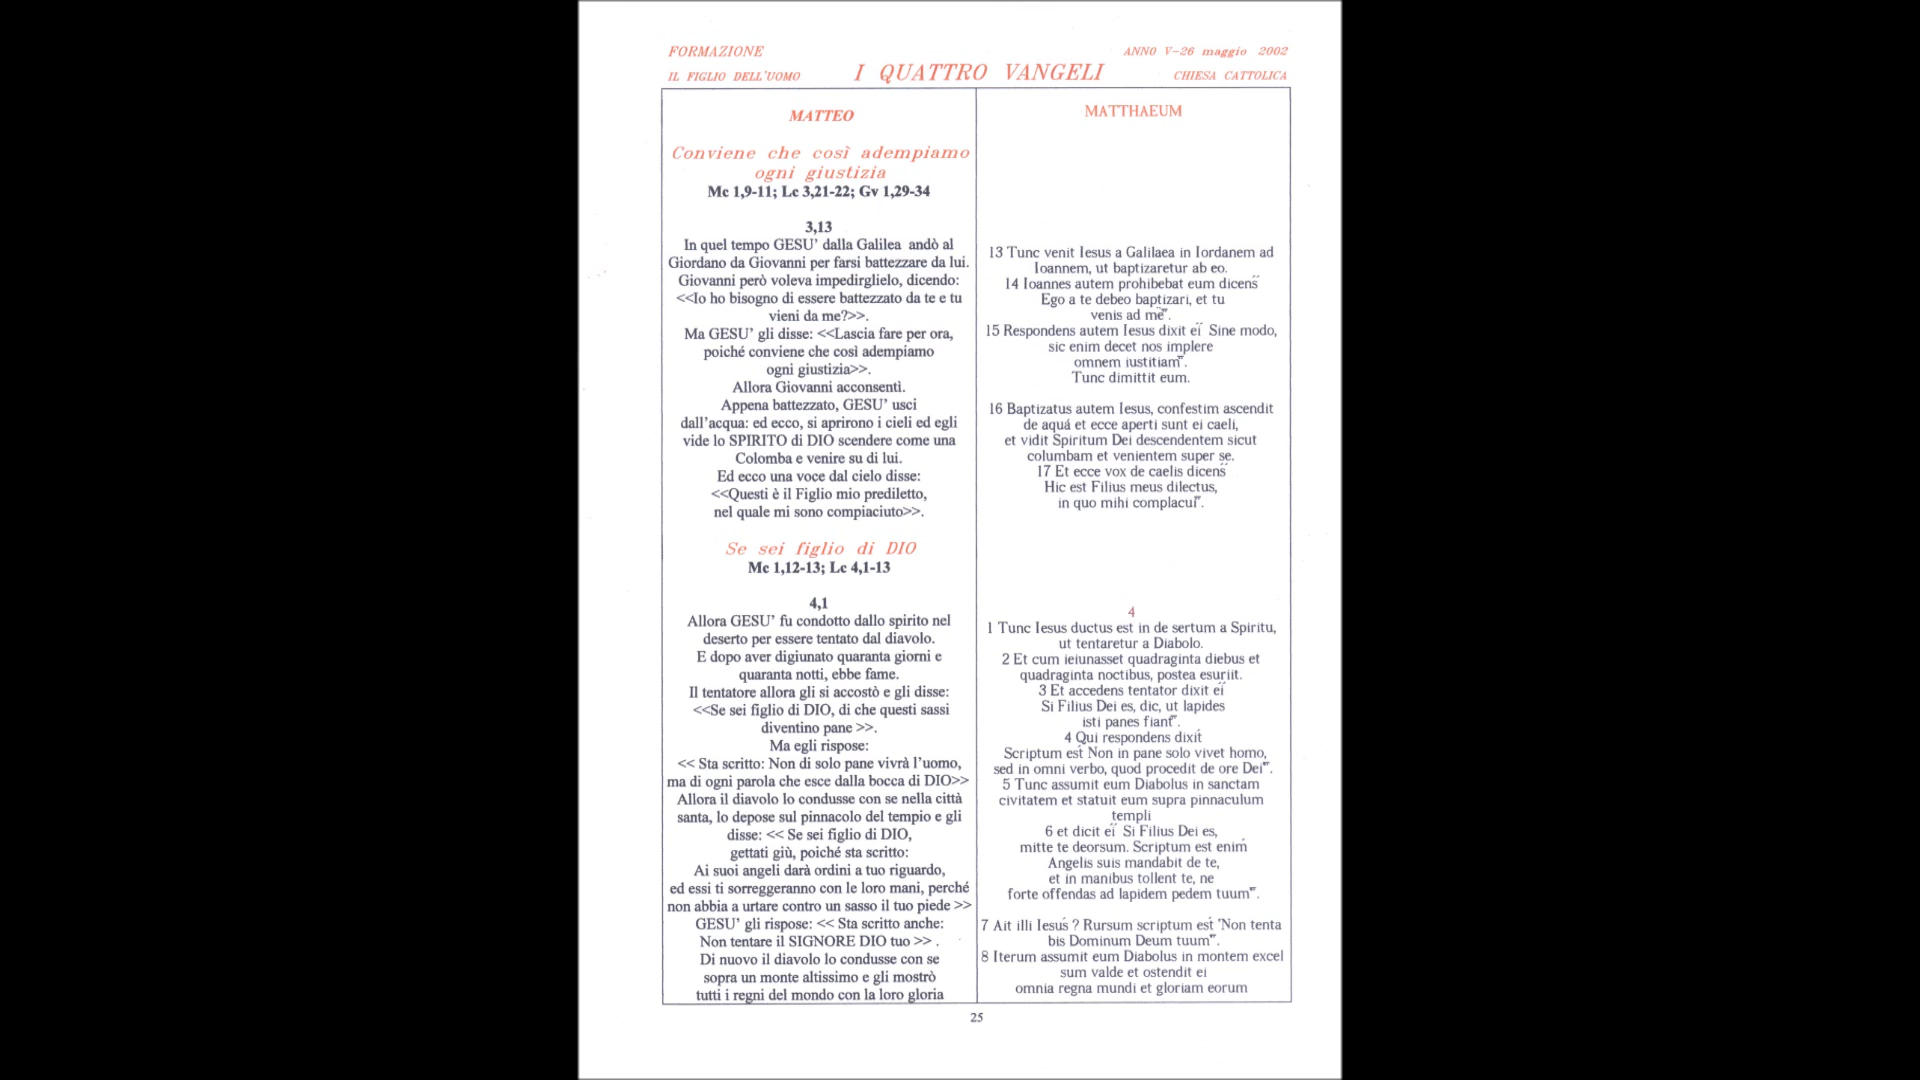 FORMAZIONE
ANNO V-26 maggio 2002
IL FIGLIO DELL'UOMO
I QUATTRO VANGELI
CHIESA CATTOLICA
MATTEO
Conviene che così adempiamo
ogni giustizia
Mc 1,9-11; Lc 3,21-22; Gv 1,29-34
3,13
In quel tempo GESU' dalla Galilea andò al
Giordano da Giovanni per farsi battezzare da lui.
Giovanni però voleva impedirglielo, dicendo:
<<Io ho bisogno di essere battezzato da te e tu
vieni da me?>>.
Ma GESU' gli disse: <<Lascia fare per ora,
poiché conviene che così adempiamo
ogni giustizia>>.
Allora Giovanni acconsentì.
Appena battezzato, GESU' uscì
dall'acqua: ed ecco, si aprirono i cieli ed egli
vide lo SPIRITO di DIO scendere come una
Colomba e venire su di lui.
Ed ecco una voce dal cielo disse:
<<Questi è il Figlio mio prediletto,
nel quale mi sono compiaciuto>>.
Se sei figlio di DIO
Mc 1,12-13; Lc 4,1-13
4,1
Allora GESU' fu condotto dallo spirito nel
deserto per essere tentato dal diavolo.
E dopo aver digiunato quaranta giorni e
quaranta notti, ebbe fame.
Il tentatore allora gli si accostò e gli disse:
<<Se sei figlio di DIO, di che questi sassi
diventino pane >>.
Ma egli rispose:
<< Sta scritto: Non di solo pane vivrà l'uomo,
ma di ogni parola che esce dalla bocca di DIO>>
Allora il diavolo lo condusse con se nella città
santa, lo depose sul pinnacolo del tempio e gli
disse: << Se sei figlio di DIO,
gettati giù, poiché sta scritto:
Ai suoi angeli darà ordini a tuo riguardo,
ed essi ti sorreggeranno con le loro mani, perché
non abbia a urtare contro un sasso il tuo piede >>
GESU' gli rispose: << Sta scritto anche:
Non tentare il SIGNORE DIO tuo >> .
Di nuovo il diavolo lo condusse con se
sopra un monte altissimo e gli mostrò
tutti i regni del mondo con la loro gloria
MATTHAEUM
13 Tunc venit Iesus a Galilaea in Iordanem ad
Ioannem, ut baptizaretur ab eo.
14 Ioannes autem prohibebat eum dicens̈
Ego a te debeo baptizari, et tu
venis ad me".
15 Respondens autem Iesus dixit eï Sine modo,
sic enim decet nos implere
omnem iustitiam".
Tunc dimittit eum.
16 Baptizatus autem Iesus, confestim ascendit
de aquá et ecce aperti sunt ei caeli,
et vidit Spiritum Dei descendentem sicut
columbam et venientem super se.
17 Et ecce vox de caelis dicens̈
Hic est Filius meus dilectus,
in quo mihi complacui".
4
1 Tunc Iesus ductus est in de sertum a Spiritu,
ut tentaretur a Diabolo.
2 Et cum ieiunasset quadraginta diebus et
quadraginta noctibus, postea esuriit.
3 Et accedens tentator dixit eï
Si Filius Dei es, dic, ut lapides
isti panes fiant".
4 Qui respondens dixit́
Scriptum est́ Non in pane solo vivet homo,
sed in omni verbo, quod procedit de ore Dei".
5 Tunc assumit eum Diabolus in sanctam
civitatem et statuit eum supra pinnaculum
templi
6 et dicit eï Si Filius Dei es,
mitte te deorsum. Scriptum est enim̈
Angelis suis mandabit de te,
et in manibus tollent te, ne
forte offendas ad lapidem pedem tuum".
7 Ait illi Iesuś ? Rursum scriptum est́ 'Non tenta
bis Dominum Deum tuum".
8 Iterum assumit eum Diabolus in montem excel
sum valde et ostendit ei
omnia regna mundi et gloriam eorum
25